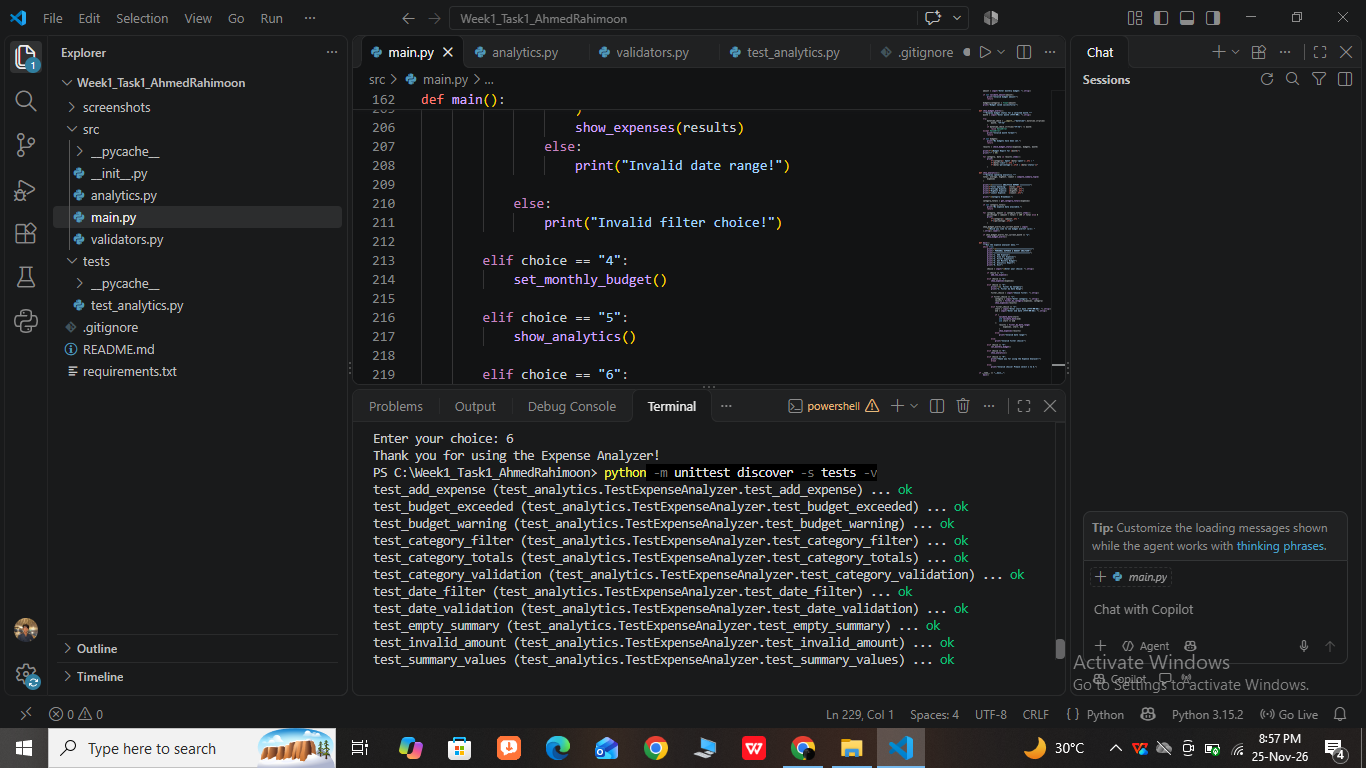 File Edit Selection View Go Run ···
Week1_Task1_AhmedRahimoon
Explorer ···
1
Week1_Task1_AhmedRahimoon
screenshots
src
__pycache__
__init__.py
analytics.py
main.py
validators.py
tests
__pycache__
test_analytics.py
.gitignore
README.md
requirements.txt
Outline
Timeline
main.py analytics.py validators.py test_analytics.py .gitignore
src > main.py > ...
162 def main():
206 show_expenses(results)
207 else:
208 print("Invalid date range!")
209
210 else:
211 print("Invalid filter choice!")
212
213 elif choice == "4":
214 set_monthly_budget()
215
216 elif choice == "5":
217 show_analytics()
218
219 elif choice == "6":
Problems Output Debug Console Terminal ··· powershell
Enter your choice: 6
Thank you for using the Expense Analyzer!
PS C:\Week1_Task1_AhmedRahimoon> python -m unittest discover -s tests -v
test_add_expense (test_analytics.TestExpenseAnalyzer.test_add_expense) ... ok
test_budget_exceeded (test_analytics.TestExpenseAnalyzer.test_budget_exceeded) ... ok
test_budget_warning (test_analytics.TestExpenseAnalyzer.test_budget_warning) ... ok
test_category_filter (test_analytics.TestExpenseAnalyzer.test_category_filter) ... ok
test_category_totals (test_analytics.TestExpenseAnalyzer.test_category_totals) ... ok
test_category_validation (test_analytics.TestExpenseAnalyzer.test_category_validation) ... ok
test_date_filter (test_analytics.TestExpenseAnalyzer.test_date_filter) ... ok
test_date_validation (test_analytics.TestExpenseAnalyzer.test_date_validation) ... ok
test_empty_summary (test_analytics.TestExpenseAnalyzer.test_empty_summary) ... ok
test_invalid_amount (test_analytics.TestExpenseAnalyzer.test_invalid_amount) ... ok
test_summary_values (test_analytics.TestExpenseAnalyzer.test_summary_values) ... ok
Chat
Sessions
Tip: Customize the loading messages shown
while the agent works with thinking phrases.
main.py
Chat with Copilot
Agent
Copilot
Activate Windows
Go to Settings to activate Windows.
0 0 Ln 229, Col 1 Spaces: 4 UTF-8 CRLF {} Python Python 3.15.2 Go Live
Type here to search
30°C
8:57 PM
25-Nov-26
4